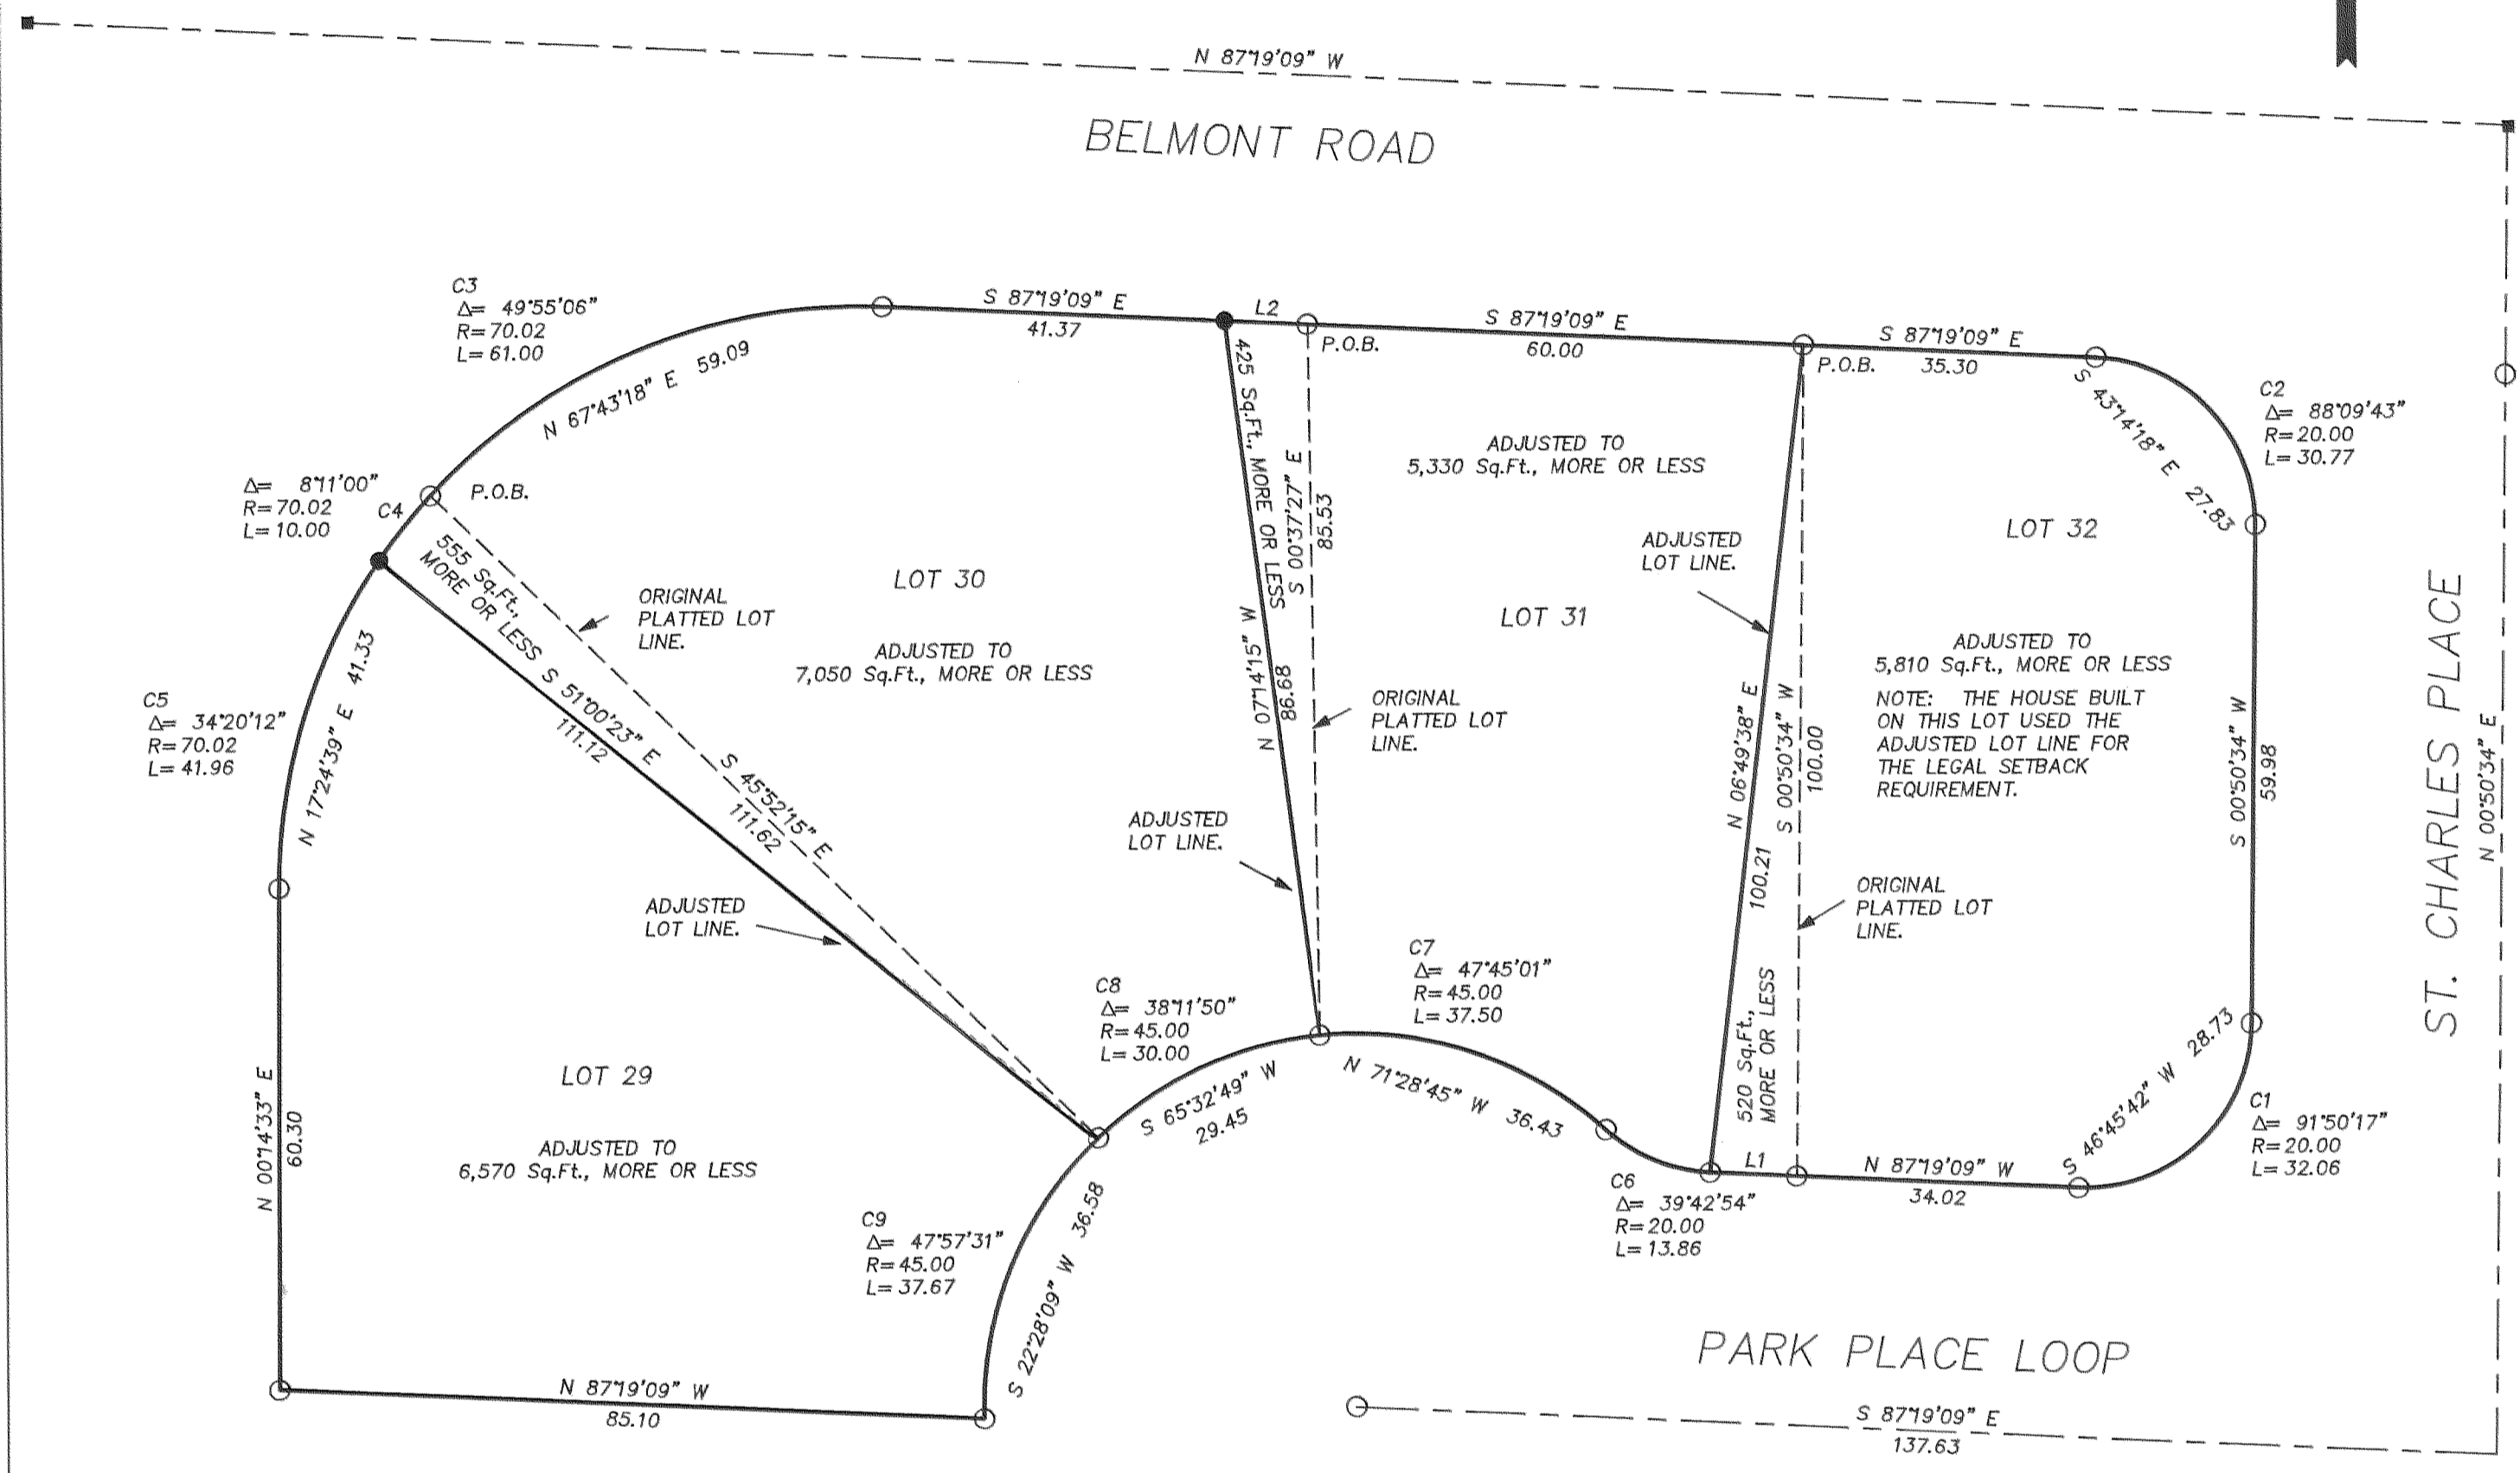 N 87°19'09" W
BELMONT ROAD
C3
Δ= 49°55'06"
R=70.02
L=61.00
N 67°43'18" E 59.09
S 87°19'09" E
41.37
L2
P.O.B.
S 87°19'09" E
60.00
P.O.B.
S 87°19'09" E
35.30
C2
Δ= 88°09'43"
R=20.00
L=30.77
S 43°14'18" E 27.83
Δ= 8°11'00"
R=70.02
L=10.00
C4
P.O.B.
555 Sq.Ft.,
MORE OR LESS
S 51°00'23" E
111.12
S 45°52'15" E
111.62
ORIGINAL
PLATTED LOT
LINE.
LOT 30
ADJUSTED TO
7,050 Sq.Ft., MORE OR LESS
425 Sq.Ft., MORE OR LESS
S 00°37'27" E
85.53
N 07°14'15" W
86.68
ADJUSTED TO
5,330 Sq.Ft., MORE OR LESS
ADJUSTED
LOT LINE.
LOT 31
ORIGINAL
PLATTED LOT
LINE.
LOT 32
ADJUSTED TO
5,810 Sq.Ft., MORE OR LESS
NOTE: THE HOUSE BUILT
ON THIS LOT USED THE
ADJUSTED LOT LINE FOR
THE LEGAL SETBACK
REQUIREMENT.
N 06°49'38" E
100.21
S 00°50'34" W
100.00
S 00°50'34" W
59.98
ST. CHARLES PLACE
N 00°50'34" E
C5
Δ= 34°20'12"
R=70.02
L=41.96
N 17°24'39" E 41.33
ADJUSTED
LOT LINE.
ADJUSTED
LOT LINE.
ORIGINAL
PLATTED LOT
LINE.
C7
Δ= 47°45'01"
R=45.00
L=37.50
C8
Δ= 38°11'50"
R=45.00
L=30.00
S 65°32'49" W
29.45
N 71°28'45" W 36.43
520 Sq.Ft.,
MORE OR LESS
LOT 29
ADJUSTED TO
6,570 Sq.Ft., MORE OR LESS
N 00°14'33" E
60.30
C9
Δ= 47°57'31"
R=45.00
L=37.67
S 22°28'09" W 36.58
C6
Δ= 39°42'54"
R=20.00
L=13.86
L1
N 87°19'09" W
34.02
S 46°45'42" W 28.73
C1
Δ= 91°50'17"
R=20.00
L=32.06
N 87°19'09" W
85.10
PARK PLACE LOOP
S 87°19'09" E
137.63